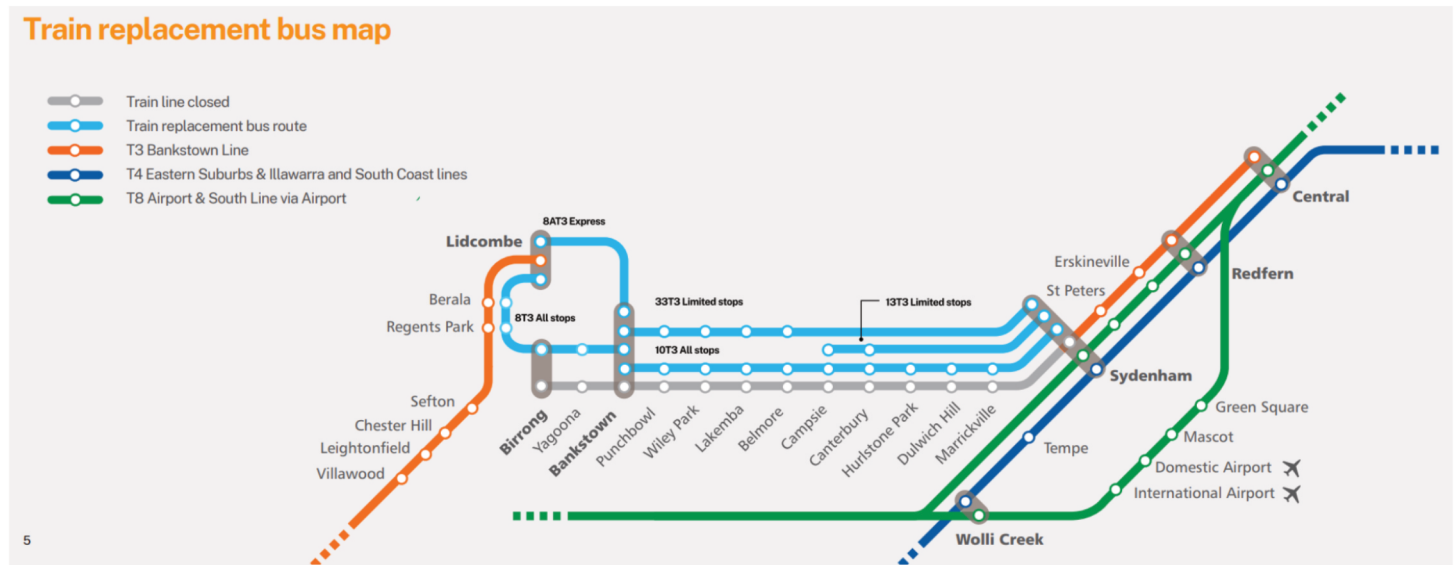 Train replacement bus map
Train line closed
Train replacement bus route
T3 Bankstown Line
T4 Eastern Suburbs & Illawarra and South Coast lines
T8 Airport & South Line via Airport
8AT3 Express
Lidcombe
Berala
Regents Park
8T3 All stops
Sefton
Chester Hill
Leightonfield
Villawood
33T3 Limited stops
13T3 Limited stops
10T3 All stops
Birrong
Yagoona
Bankstown
Punchbowl
Wiley Park
Lakemba
Belmore
Campsie
Canterbury
Hurlstone Park
Dulwich Hill
Marrickville
Central
Redfern
Erskineville
St Peters
Sydenham
Green Square
Mascot
Tempe
Domestic Airport
International Airport
Wolli Creek
5